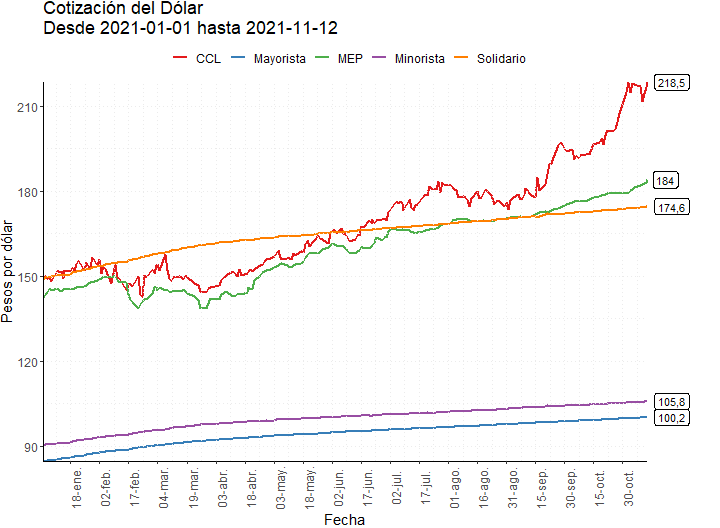 Cotización del Dólar
Desde 2021-01-01 hasta 2021-11-12
CCL Mayorista MEP Minorista Solidario
Pesos por dólar
210
180
150
120
90
218,5
184
174,6
105,8
100,2
18-ene. 02-feb. 17-feb. 04-mar. 19-mar. 03-abr. 18-abr. 03-may. 18-may. 02-jun. 17-jun. 02-jul. 17-jul. 01-ago. 16-ago. 31-ago. 15-sep. 30-sep. 15-oct. 30-oct.
Fecha